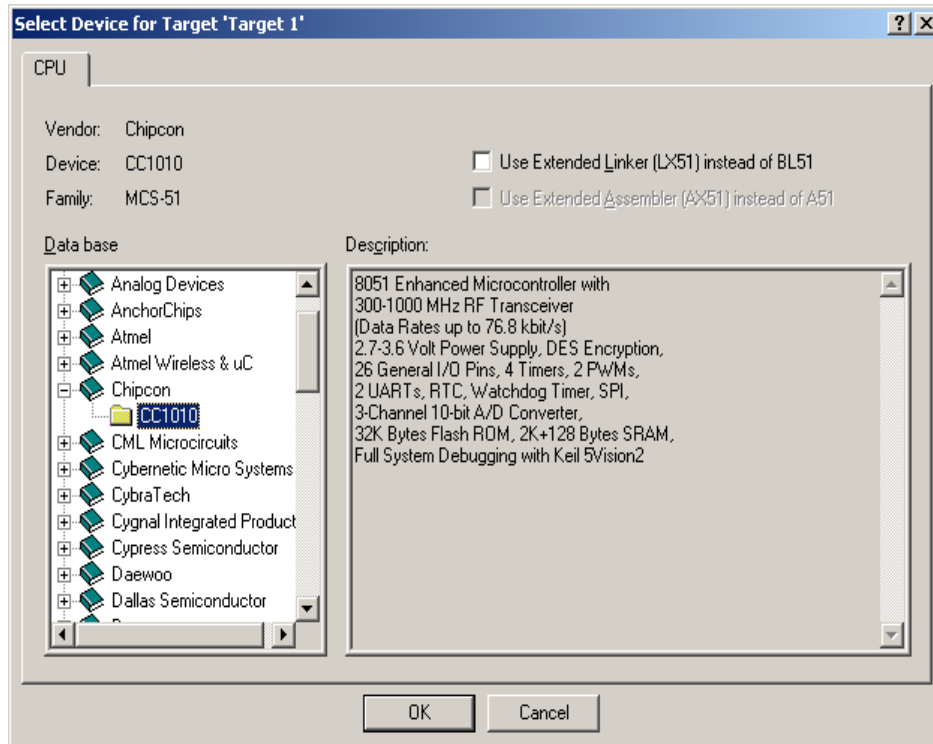 Select Device for Target 'Target 1'
CPU
Vendor: Chipcon
Device: CC1010
Family: MCS-51
Use Extended Linker (LX51) instead of BL51
Use Extended Assembler (AX51) instead of A51
Data base
Analog Devices
AnchorChips
Atmel
Atmel Wireless & uC
Chipcon
CC1010
CML Microcircuits
Cybernetic Micro Systems
CybraTech
Cygnal Integrated Product
Cypress Semiconductor
Daewoo
Dallas Semiconductor
Description:
8051 Enhanced Microcontroller with
300-1000 MHz RF Transceiver
(Data Rates up to 76.8 kbit/s)
2.7-3.6 Volt Power Supply, DES Encryption,
26 General I/O Pins, 4 Timers, 2 PWMs,
2 UARTs, RTC, Watchdog Timer, SPI,
3-Channel 10-bit A/D Converter,
32K Bytes Flash ROM, 2K+128 Bytes SRAM,
Full System Debugging with Keil 5Vision2
OK
Cancel